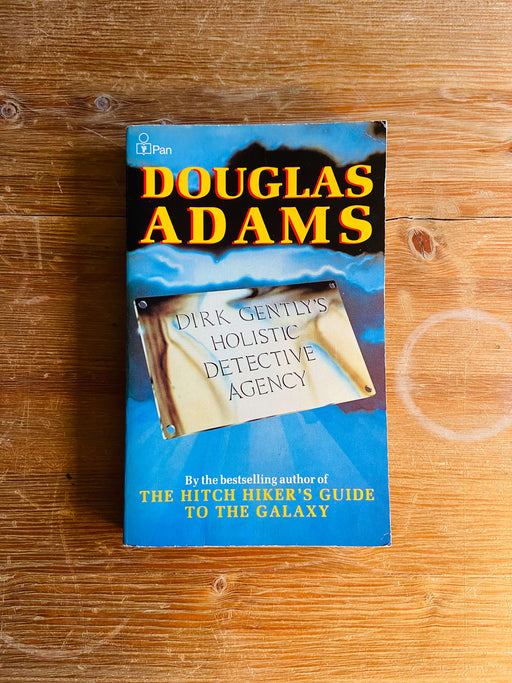 Pan
DOUGLAS
ADAMS
DIRK GENTLY'S
HOLISTIC
DETECTIVE
AGENCY
By the bestselling author of
THE HITCH HIKER'S GUIDE
TO THE GALAXY